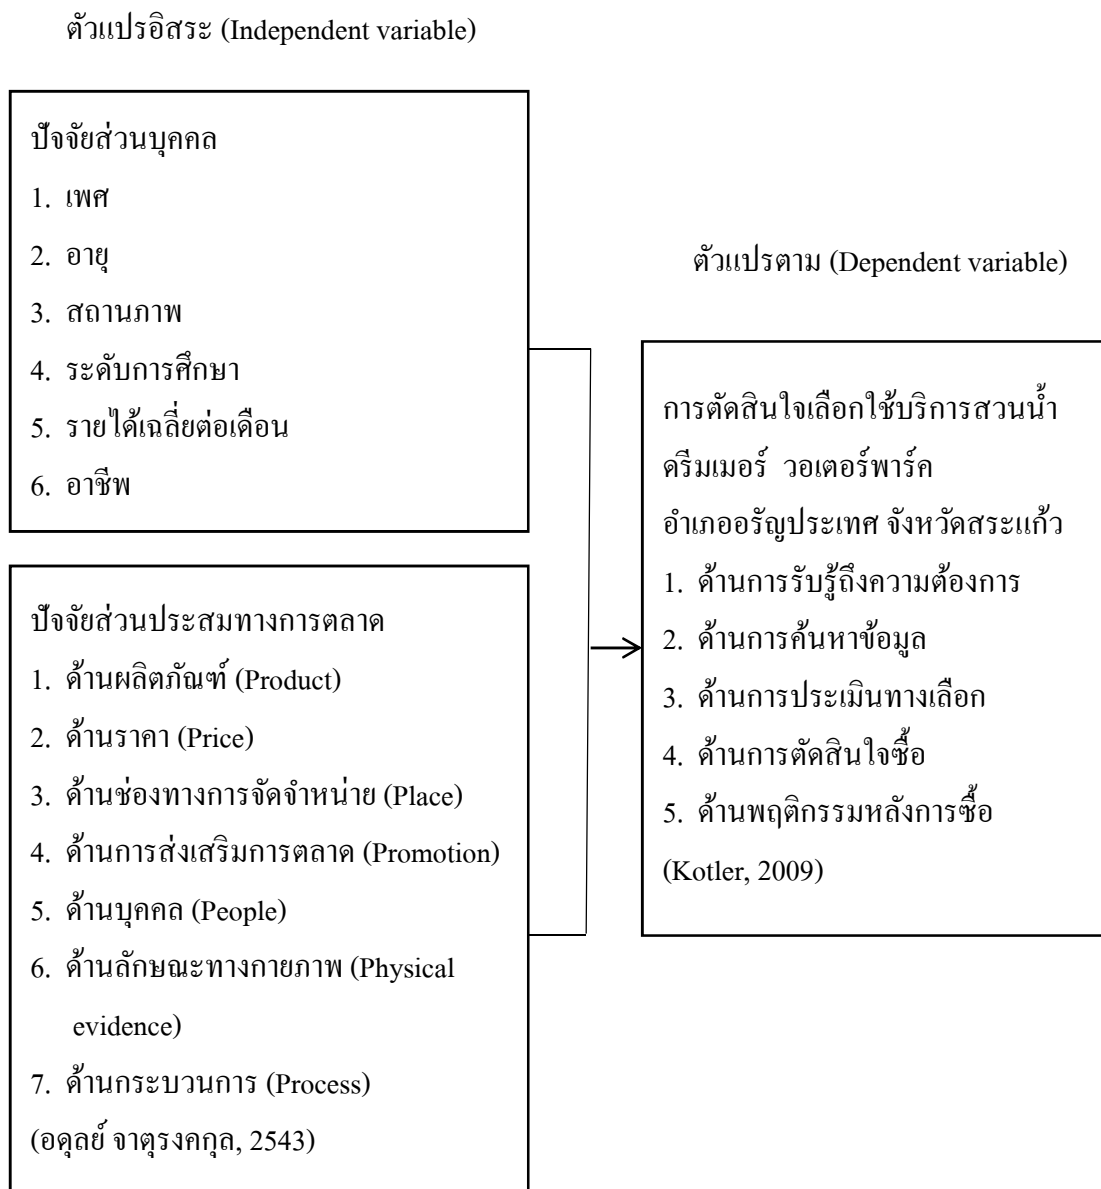 ตัวแปรอิสระ (Independent variable)
ปัจจัยส่วนบุคคล
1. เพศ
2. อายุ
3. สถานภาพ
4. ระดับการศึกษา
5. รายได้เฉลี่ยต่อเดือน
6. อาชีพ
ปัจจัยส่วนประสมทางการตลาด
1. ด้านผลิตภัณฑ์ (Product)
2. ด้านราคา (Price)
3. ด้านช่องทางการจัดจำหน่าย (Place)
4. ด้านการส่งเสริมการตลาด (Promotion)
5. ด้านบุคคล (People)
6. ด้านลักษณะทางกายภาพ (Physical
evidence)
7. ด้านกระบวนการ (Process)
(อดุลย์ จาตุรงคกุล, 2543)
ตัวแปรตาม (Dependent variable)
การตัดสินใจเลือกใช้บริการสวนน้ำ
ดรีมเมอร์ วอเตอร์พาร์ค
อำเภออรัญประเทศ จังหวัดสระแก้ว
1. ด้านการรับรู้ถึงความต้องการ
2. ด้านการค้นหาข้อมูล
3. ด้านการประเมินทางเลือก
4. ด้านการตัดสินใจซื้อ
5. ด้านพฤติกรรมหลังการซื้อ
(Kotler, 2009)